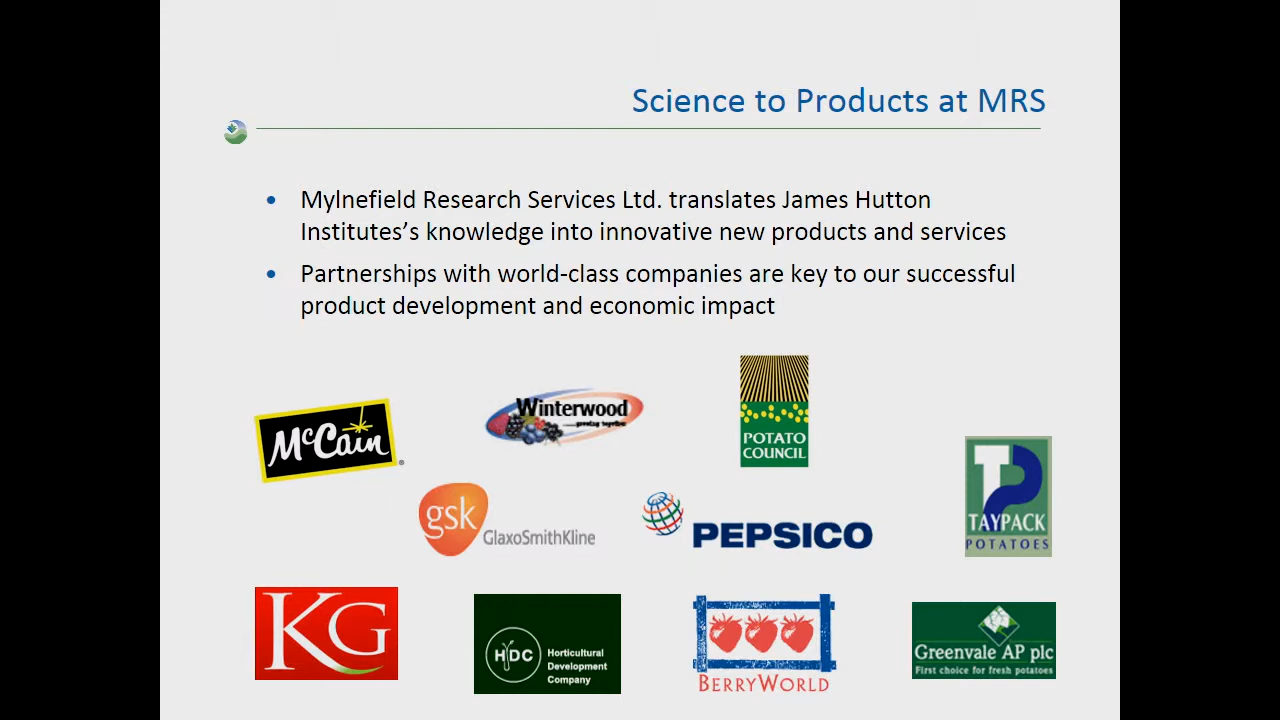 Science to Products at MRS
• Mylnefield Research Services Ltd. translates James Hutton
Institutes’s knowledge into innovative new products and services
• Partnerships with world-class companies are key to our successful
product development and economic impact
McCain
Winterwood
......growing together
POTATO
COUNCIL
TAYPACK
POTATOES
gsk
GlaxoSmithKline
PEPSICO
KG
HDC
Horticultural
Development
Company
BERRYWORLD
Greenvale AP plc
First choice for fresh potatoes